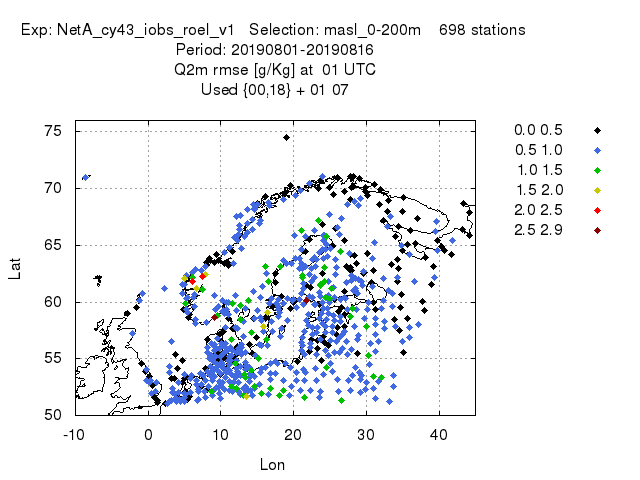 Exp: NetA_cy43_iobs_roel_v1 Selection: masl_0-200m 698 stations
Period: 20190801-20190816
Q2m rmse [g/Kg] at 01 UTC
Used {00,18} + 01 07
75
70
65
60
55
50
-10 0 10 20 30 40
Lat
Lon
0.0 0.5
0.5 1.0
1.0 1.5
1.5 2.0
2.0 2.5
2.5 2.9